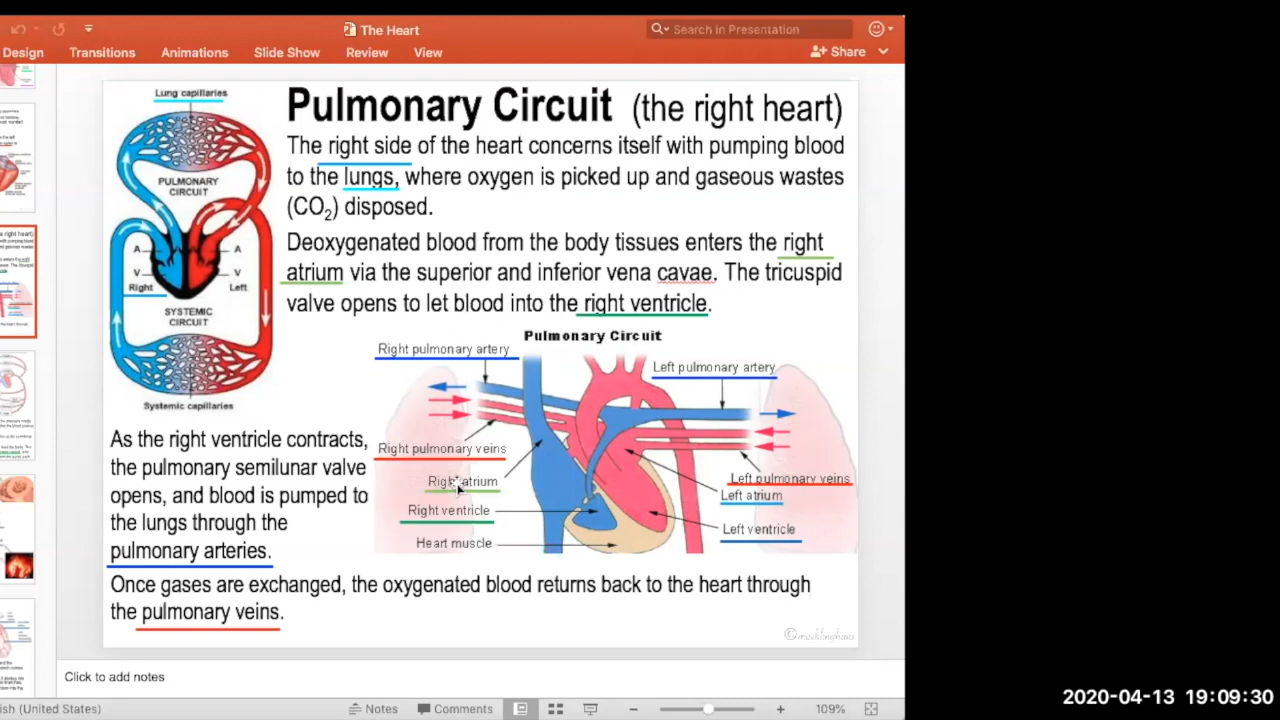 The Heart
Search in Presentation
Design Transitions Animations Slide Show Review View
Share
Lung capillaries
PULMONARY
CIRCUIT
A A
V V
Right Left
SYSTEMIC
CIRCUIT
Systemic capillaries
Pulmonary Circuit (the right heart)
The right side of the heart concerns itself with pumping blood
to the lungs, where oxygen is picked up and gaseous wastes
(CO2) disposed.
Deoxygenated blood from the body tissues enters the right
atrium via the superior and inferior vena cavae. The tricuspid
valve opens to let blood into the right ventricle.
Pulmonary Circuit
Right pulmonary artery
Left pulmonary artery
Right pulmonary veins
Left pulmonary veins
Right atrium
Left atrium
Right ventricle
Left ventricle
Heart muscle
As the right ventricle contracts,
the pulmonary semilunar valve
opens, and blood is pumped to
the lungs through the
pulmonary arteries.
Once gases are exchanged, the oxygenated blood returns back to the heart through
the pulmonary veins.
Click to add notes
(United States)
Notes Comments 109%
2020-04-13 19:09:30